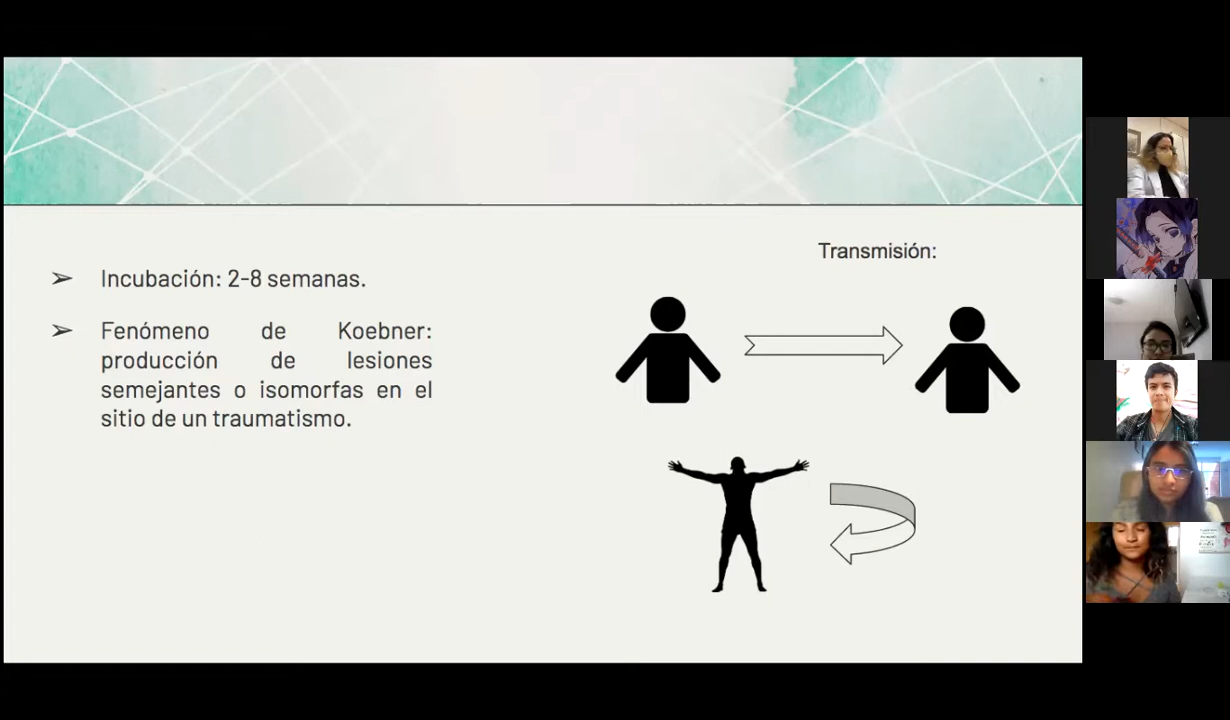 Incubación: 2-8 semanas.
Fenómeno de Koebner:
producción de lesiones
semejantes o isomorfas en el
sitio de un traumatismo.
Transmisión: